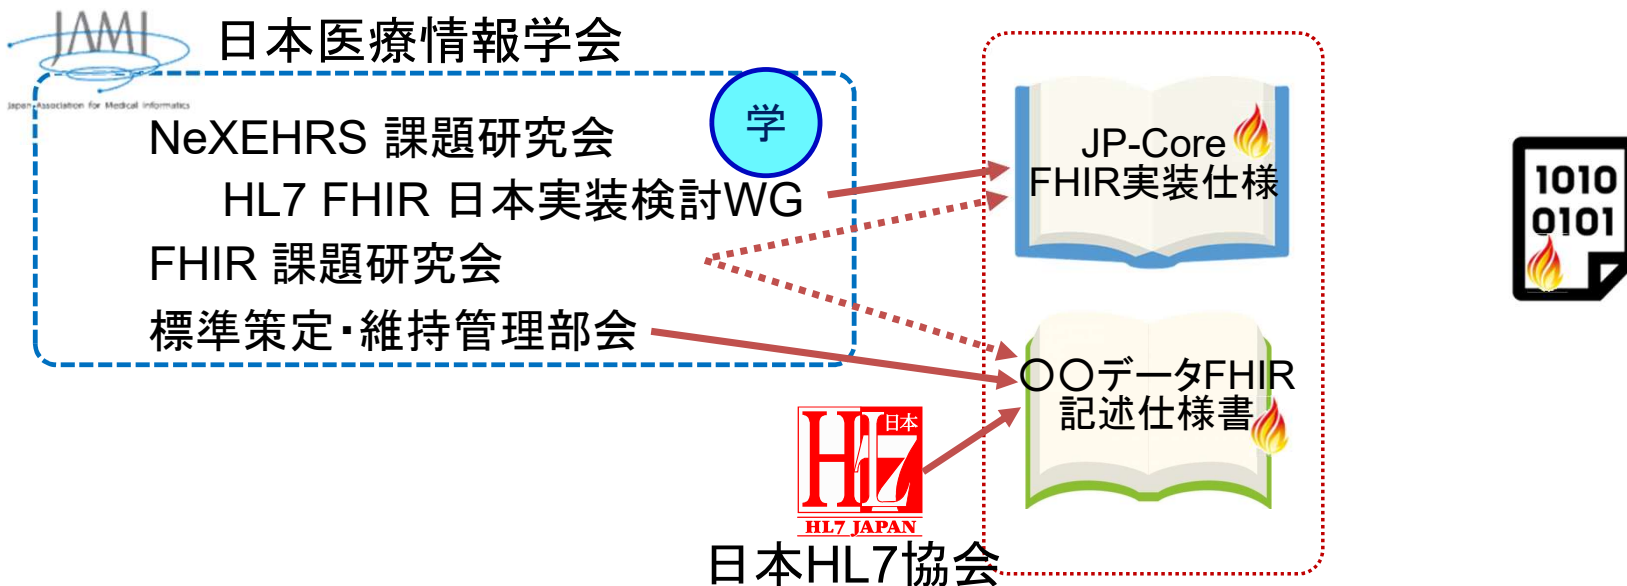 JAMI
Japan Association for Medical Informatics
日本医療情報学会
学
NeXEHRS 課題研究会
HL7 FHIR 日本実装検討WG
FHIR 課題研究会
標準策定・維持管理部会
JP-Core
FHIR実装仕様
〇〇データFHIR
記述仕様書
1010
0101
HL7
日本
HL7 JAPAN
日本HL7協会